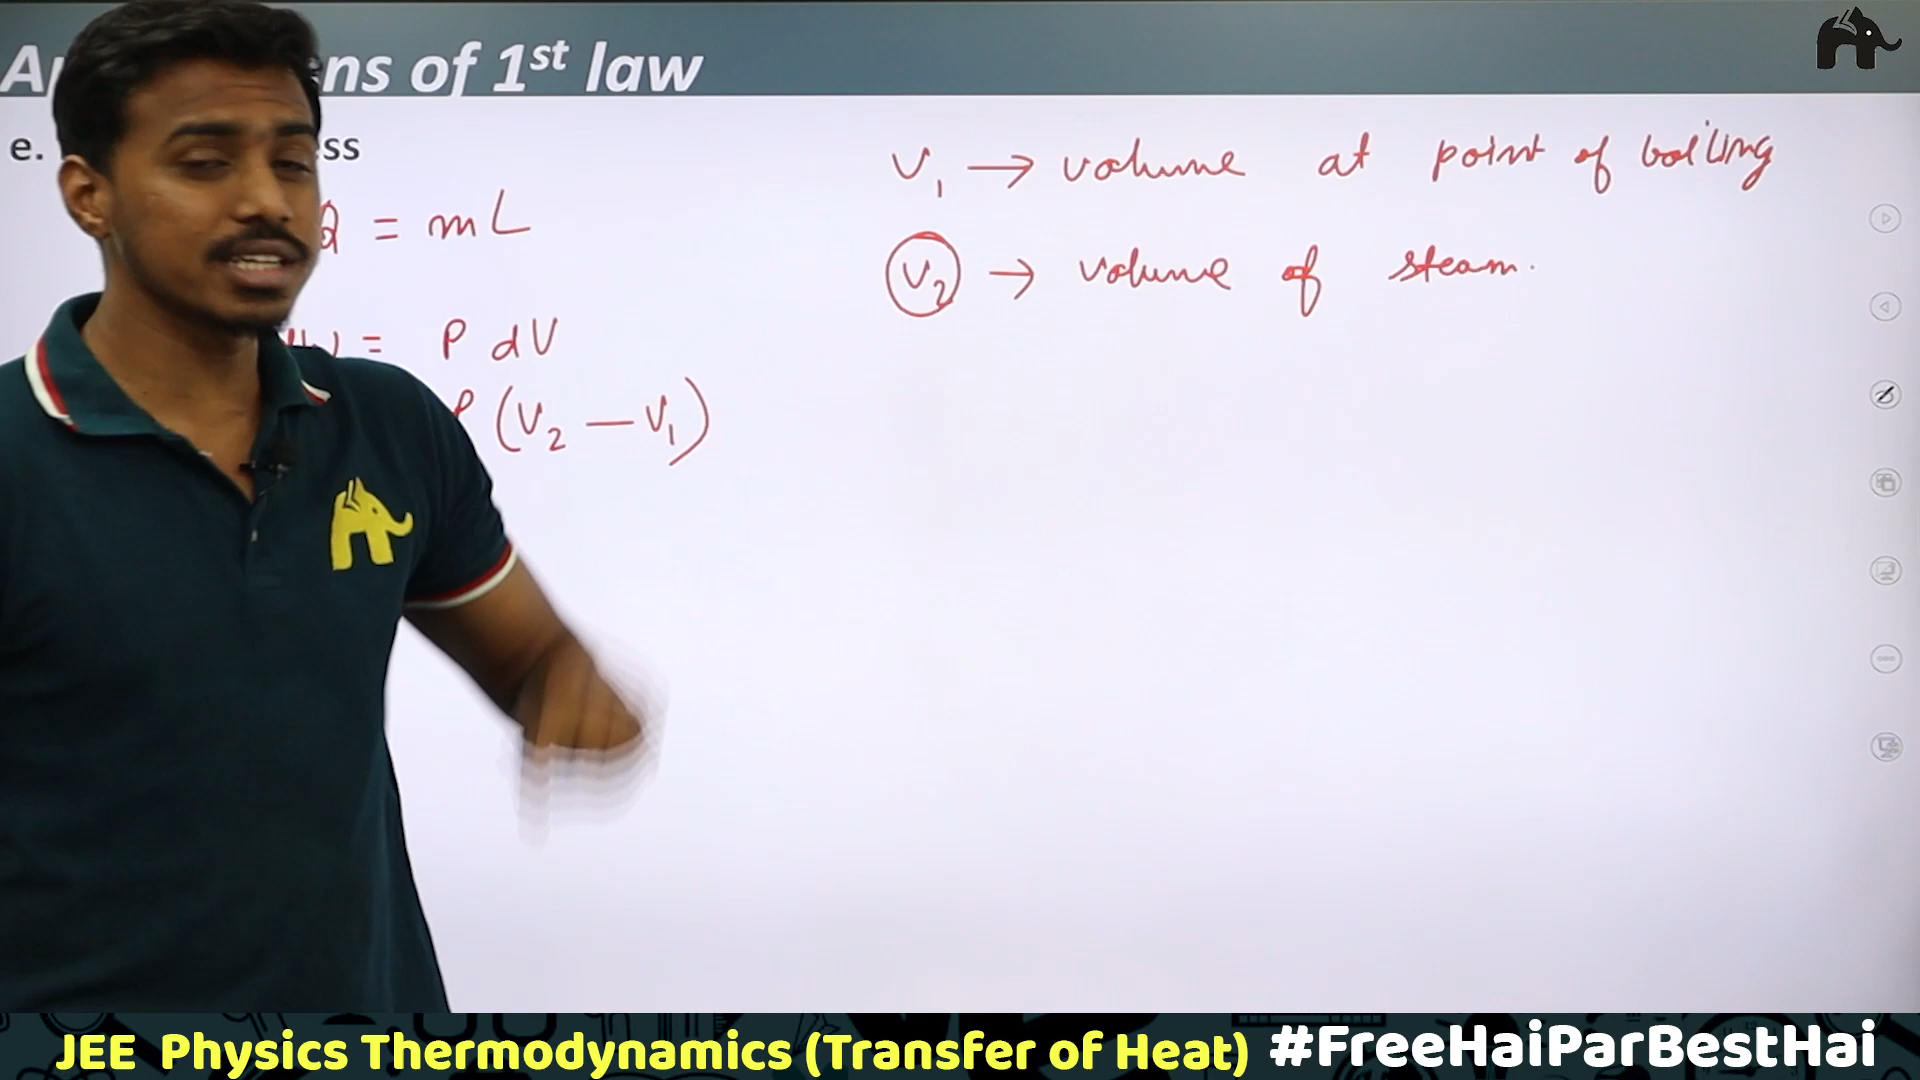 ns of 1st law
e. ss
Q = mL
= P dV
P (V2 - V1)
V1 → volume at point of boiling
V2 → volume of steam.
JEE Physics Thermodynamics (Transfer of Heat) #FreeHaiParBestHai